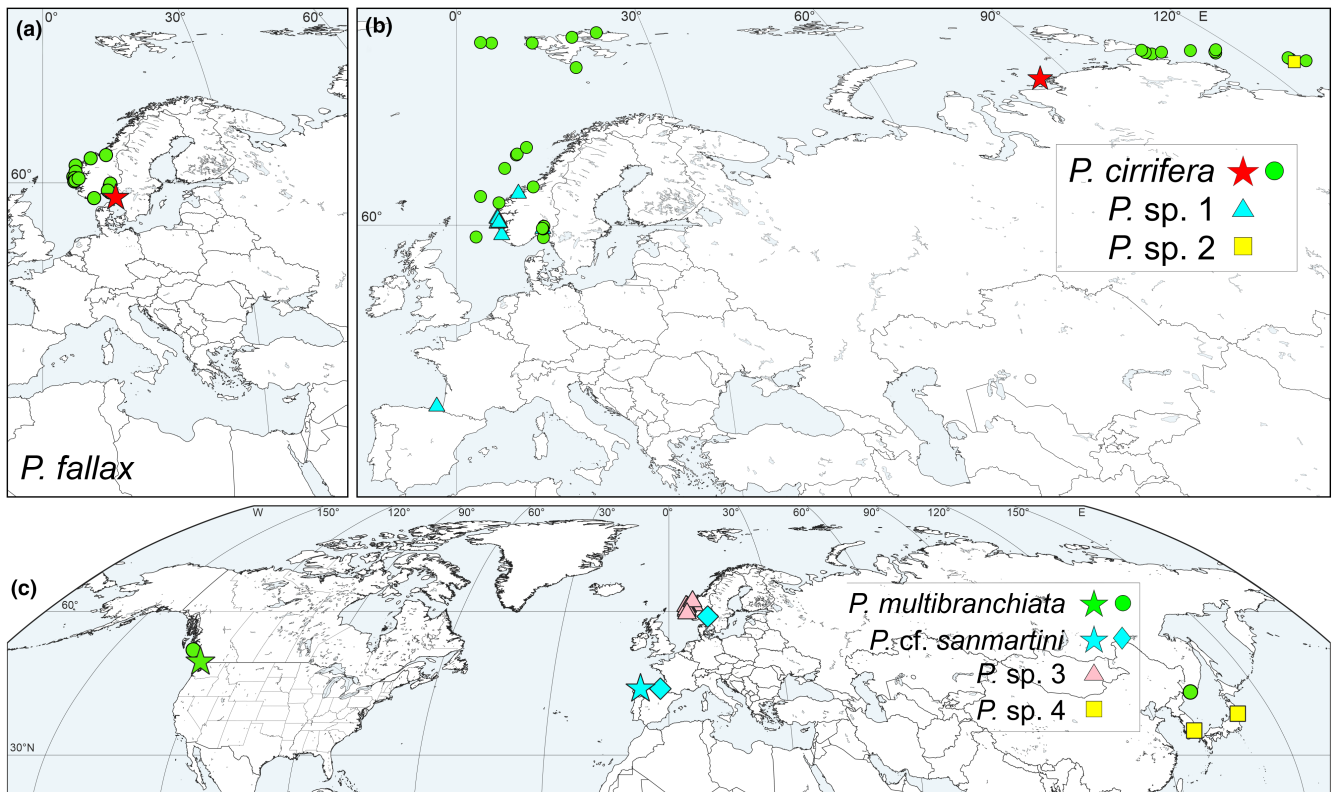 (a)
0° 30° 60°
60°
P. fallax
(b)
0° 30° 60° 90° 120° E
60°
P. cirrifera
P. sp. 1
P. sp. 2
(c)
W 150° 120° 90° 60° 30° 0° 30° 60° 90° 120° 150° E
60°
30°N
P. multibranchiata
P. cf. sanmartini
P. sp. 3
P. sp. 4